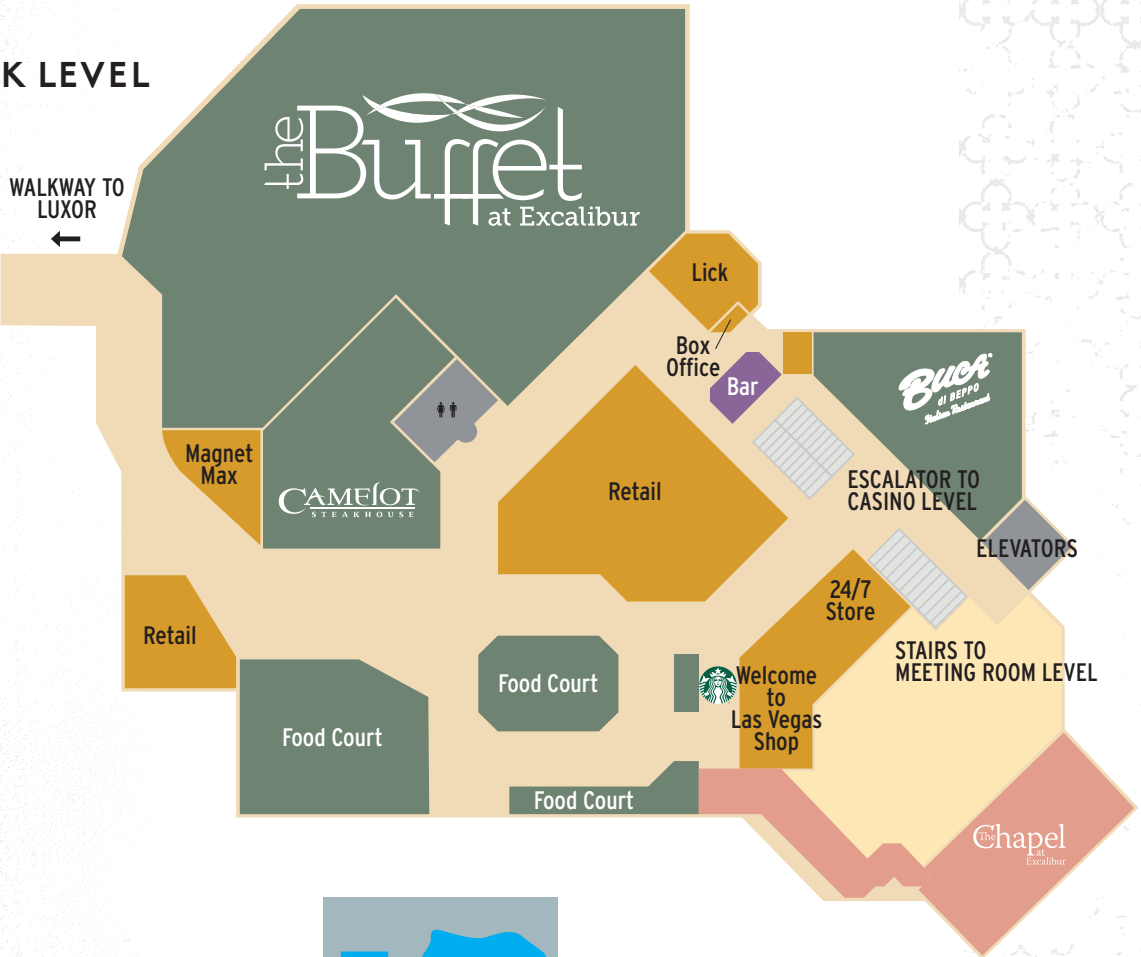 K LEVEL
the Buffet
at Excalibur
WALKWAY TO
LUXOR
Lick
Box
Office
Bar
BUCA
di BEPPO
Italian Restaurant
Magnet
Max
CAMELOT
STEAKHOUSE
Retail
ESCALATOR TO
CASINO LEVEL
ELEVATORS
24/7
Store
Retail
STAIRS TO
MEETING ROOM LEVEL
Food Court
Welcome
to
Las Vegas
Shop
Food Court
Food Court
The Chapel
at
Excalibur